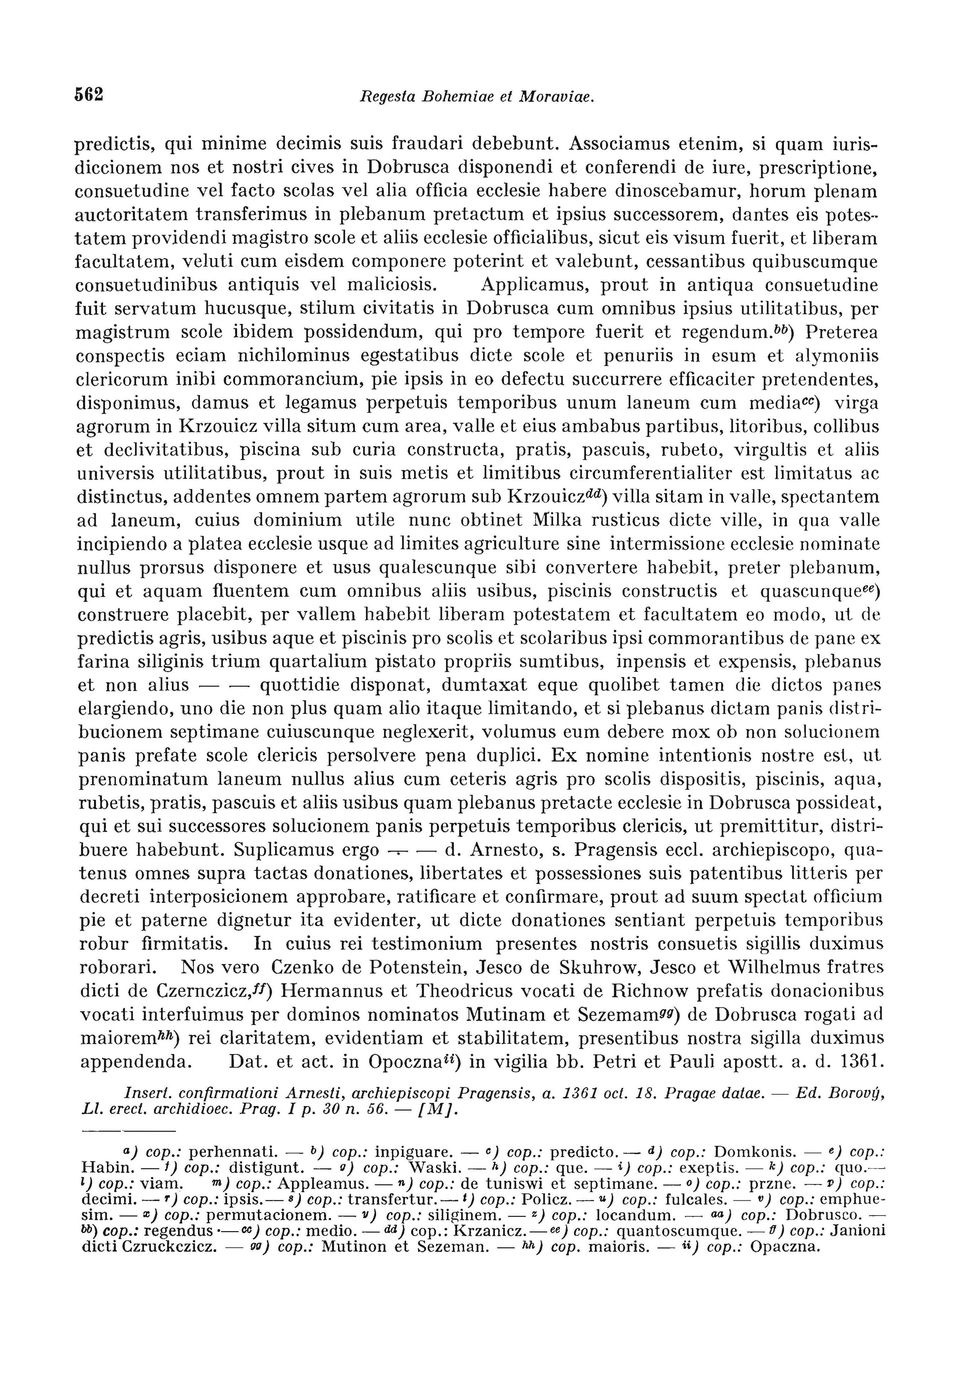 562 Regesta Bohemiae et Moraviae.
predictis, qui minime decimis suis fraudari debebunt. Associamus etenim, si quam iuris-
diccionem nos et nostri cives in Dobrusca disponendi et conferendi de iure, prescriptione,
consuetudine vel facto scolas vel alia officia ecclesie habere dinoscebamur, horum plenam
auctoritatem transferimus in plebanum pretactum et ipsius successorem, dantes eis potes-
tatem providendi magistro scole et aliis ecclesie officialibus, sicut eis visum fuerit, et liberam
facultatem, veluti cum eisdem componere poterint et valebunt, cessantibus quibuscumque
consuetudinibus antiquis vel maliciosis. Applicamus, prout in antiqua consuetudine
fuit servatum hucusque, stilum civitatis in Dobrusca cum omnibus ipsius utilitatibus, per
magistrum scole ibidem possidendum, qui pro tempore fuerit et regendum.bb) Preterea
conspectis eciam nichilominus egestatibus dicte scole et penuriis in esum et alymoniis
clericorum inibi commorancium, pie ipsis in eo defectu succurrere efficaciter pretendentes,
disponimus, damus et legamus perpetuis temporibus unum laneum cum mediacc) virga
agrorum in Krzouicz villa situm cum area, valle et eius ambabus partibus, litoribus, collibus
et declivitatibus, piscina sub curia constructa, pratis, pascuis, rubeto, virgultis et aliis
universis utilitatibus, prout in suis metis et limitibus circumferentialiter est limitatus ac
distinctus, addentes omnem partem agrorum sub Krzouiczdd) villa sitam in valle, spectantem
ad laneum, cuius dominium utile nunc obtinet Milka rusticus dicte ville, in qua valle
incipiendo a platea ecclesie usque ad limites agriculture sine intermissione ecclesie nominate
nullus prorsus disponere et usus qualescunque sibi convertere habebit, preter plebanum,
qui et aquam fluentem cum omnibus aliis usibus, piscinis constructis et quascunqueee)
construere placebit, per vallem habebit liberam potestatem et facultatem eo modo, ut de
predictis agris, usibus aque et piscinis pro scolis et scolaribus ipsi commorantibus de pane ex
farina siliginis trium quartalium pistato propriis sumtibus, inpensis et expensis, plebanus
et non alius — — quottidie disponat, dumtaxat eque quolibet tamen die dictos panes
elargiendo, uno die non plus quam alio itaque limitando, et si plebanus dictam panis distri-
bucionem septimane cuiuscunque neglexerit, volumus eum debere mox ob non solucionem
panis prefate scole clericis persolvere pena duplici. Ex nomine intentionis nostre est, ut
prenominatum laneum nullus alius cum ceteris agris pro scolis dispositis, piscinis, aqua,
rubetis, pratis, pascuis et aliis usibus quam plebanus pretacte ecclesie in Dobrusca possideat,
qui et sui successores solucionem panis perpetuis temporibus clericis, ut premittitur, distri-
buere habebunt. Suplicamus ergo — — d. Arnesto, s. Pragensis eccl. archiepiscopo, qua-
tenus omnes supra tactas donationes, libertates et possessiones suis patentibus litteris per
decreti interposicionem approbare, ratificare et confirmare, prout ad suum spectat officium
pie et paterne dignetur ita evidenter, ut dicte donationes sentiant perpetuis temporibus
robur firmitatis. In cuius rei testimonium presentes nostris consuetis sigillis duximus
roborari. Nos vero Czenko de Potenstein, Jesco de Skuhrow, Jesco et Wilhelmus fratres
dicti de Czernczicz,ff) Hermannus et Theodricus vocati de Richnow prefatis donacionibus
vocati interfuimus per dominos nominatos Mutinam et Sezemamgg) de Dobrusca rogati ad
maioremhh) rei claritatem, evidentiam et stabilitatem, presentibus nostra sigilla duximus
appendenda. Dat. et act. in Opocznaii) in vigilia bb. Petri et Pauli apostt. a. d. 1361.
Insert. confirmationi Arnesti, archiepiscopi Pragensis, a. 1361 oct. 18. Pragae datae. — Ed. Borový,
Ll. erect. archidioec. Prag. I p. 30 n. 56. — [M].
a) cop.: perhennati. — b) cop.: inpiguare. — c) cop.: predicto. — d) cop.: Domkonis. — e) cop.:
Habin. — f) cop.: distigunt. — g) cop.: Waski. — h) cop.: que. — i) cop.: exeptis. — k) cop.: quo. —
l) cop.: viam. m) cop.: Appleamus. — n) cop.: de tuniswi et septimane. — o) cop.: przne. — p) cop.:
decimi. — r) cop.: ipsis. — s) cop.: transfertur. — t) cop.: Policz. — u) cop.: fulcales. — v) cop.: emphue-
sim. — x) cop.: permutacionem. — y) cop.: siliginem. — z) cop.: locandum. — aa) cop.: Dobrusco. —
bb) cop.: regendus — cc) cop.: medio. — dd) cop.: Krzanicz. — ee) cop.: quantoscumque. — ff) cop.: Janioni
dicti Czruckczicz. — gg) cop.: Mutinon et Sezeman. — hh) cop. maioris. — ii) cop.: Opaczna.